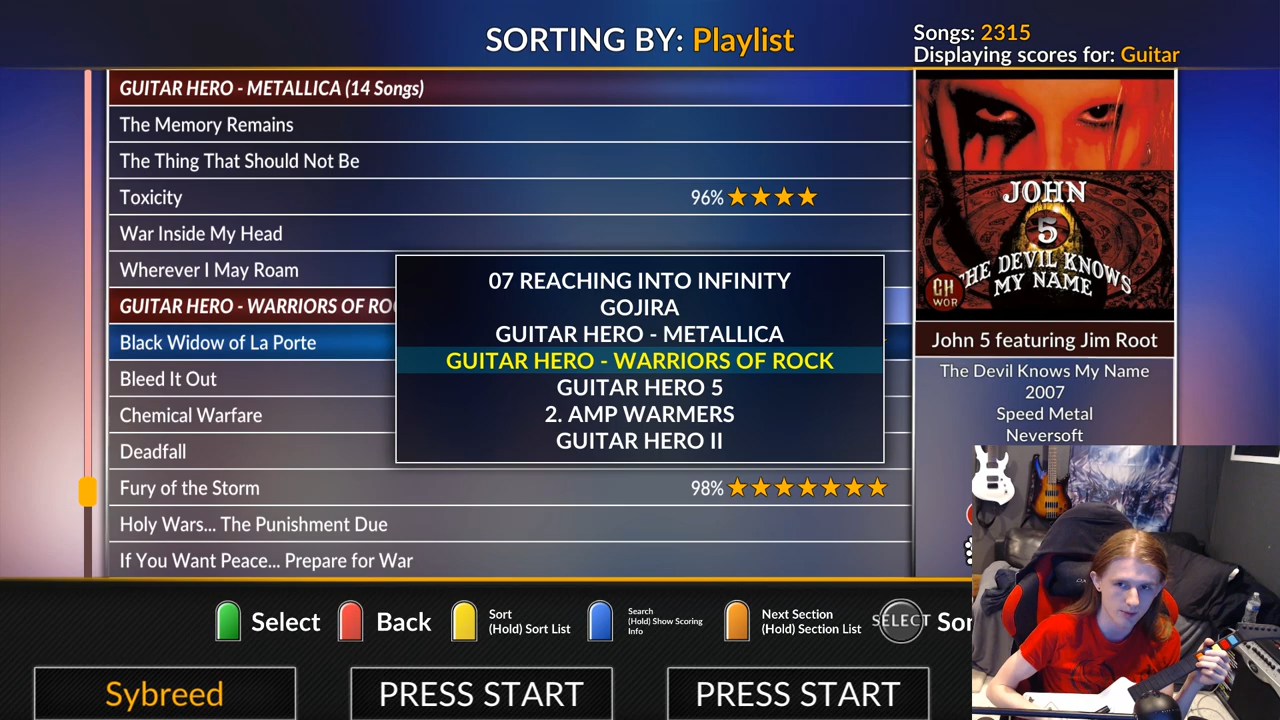 SORTING BY: Playlist
Songs: 2315
Displaying scores for: Guitar
GUITAR HERO - METALLICA (14 Songs)
The Memory Remains
The Thing That Should Not Be
Toxicity 96%
War Inside My Head
Wherever I May Roam
GUITAR HERO - WARRIORS OF RO
Black Widow of La Porte
Bleed It Out
Chemical Warfare
Deadfall
Fury of the Storm 98%
Holy Wars... The Punishment Due
If You Want Peace... Prepare for War
07 REACHING INTO INFINITY
GOJIRA
GUITAR HERO - METALLICA
GUITAR HERO - WARRIORS OF ROCK
GUITAR HERO 5
2. AMP WARMERS
GUITAR HERO II
JOHN
5
THE DEVIL KNOWS
MY NAME
CH
WOR
John 5 featuring Jim Root
The Devil Knows My Name
2007
Speed Metal
Neversoft
Select
Back
Sort
(Hold) Sort List
Search
(Hold) Show Scoring
Info
Next Section
(Hold) Section List
SELECT
Son
Sybreed
PRESS START
PRESS START